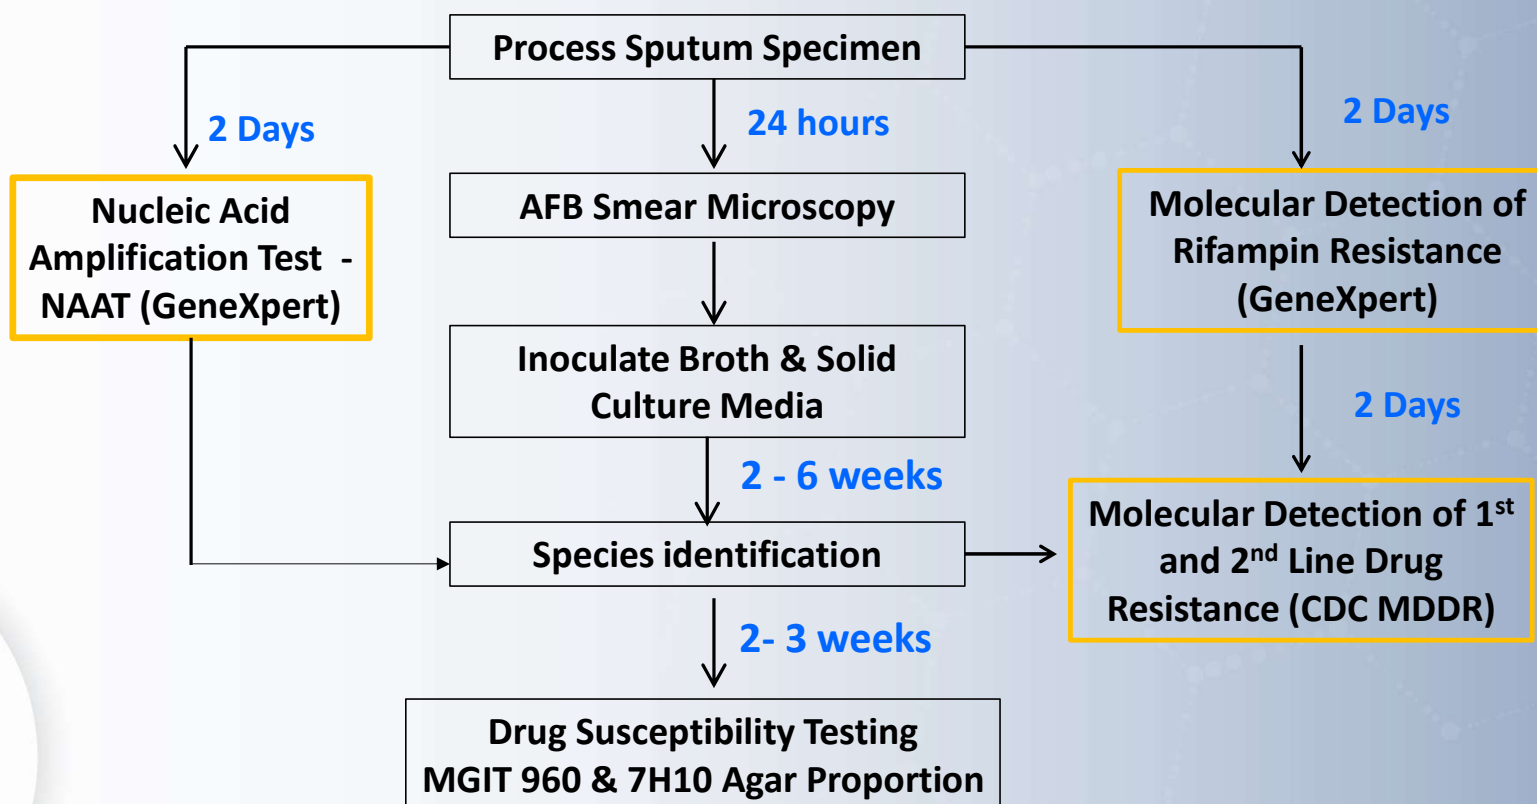 Process Sputum Specimen
2 Days
24 hours
2 Days
Nucleic Acid
Amplification Test -
NAAT (GeneXpert)
AFB Smear Microscopy
Molecular Detection of
Rifampin Resistance
(GeneXpert)
Inoculate Broth & Solid
Culture Media
2 Days
2 - 6 weeks
Species identification
Molecular Detection of 1st
and 2nd Line Drug
Resistance (CDC MDDR)
2- 3 weeks
Drug Susceptibility Testing
MGIT 960 & 7H10 Agar Proportion